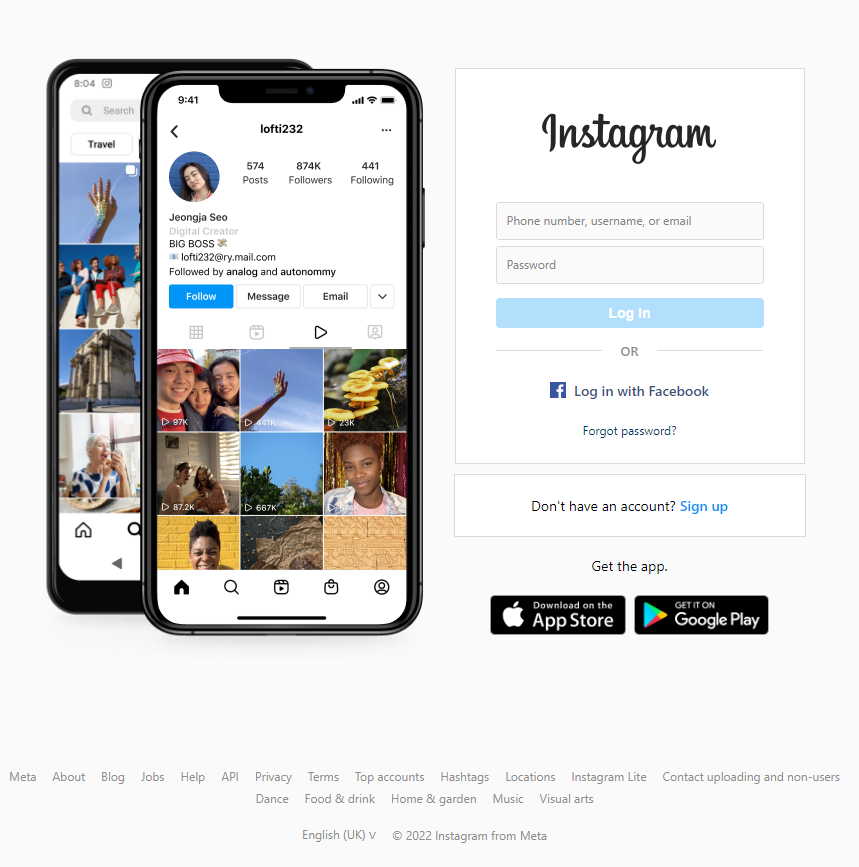 8:04
Search
Travel
9:41
lofti232
574 874K 441
Posts Followers Following
Jeongja Seo
Digital Creator
BIG BOSS
lofti232@ry.mail.com
Followed by analog and autonommy
Follow Message Email
97K 441K 23K
87.2K 667K
Instagram
Phone number, username, or email
Password
Log In
OR
Log in with Facebook
Forgot password?
Don't have an account? Sign up
Get the app.
Download on the
App Store
GET IT ON
Google Play
Meta About Blog Jobs Help API Privacy Terms Top accounts Hashtags Locations Instagram Lite Contact uploading and non-users
Dance Food & drink Home & garden Music Visual arts
English (UK) V © 2022 Instagram from Meta